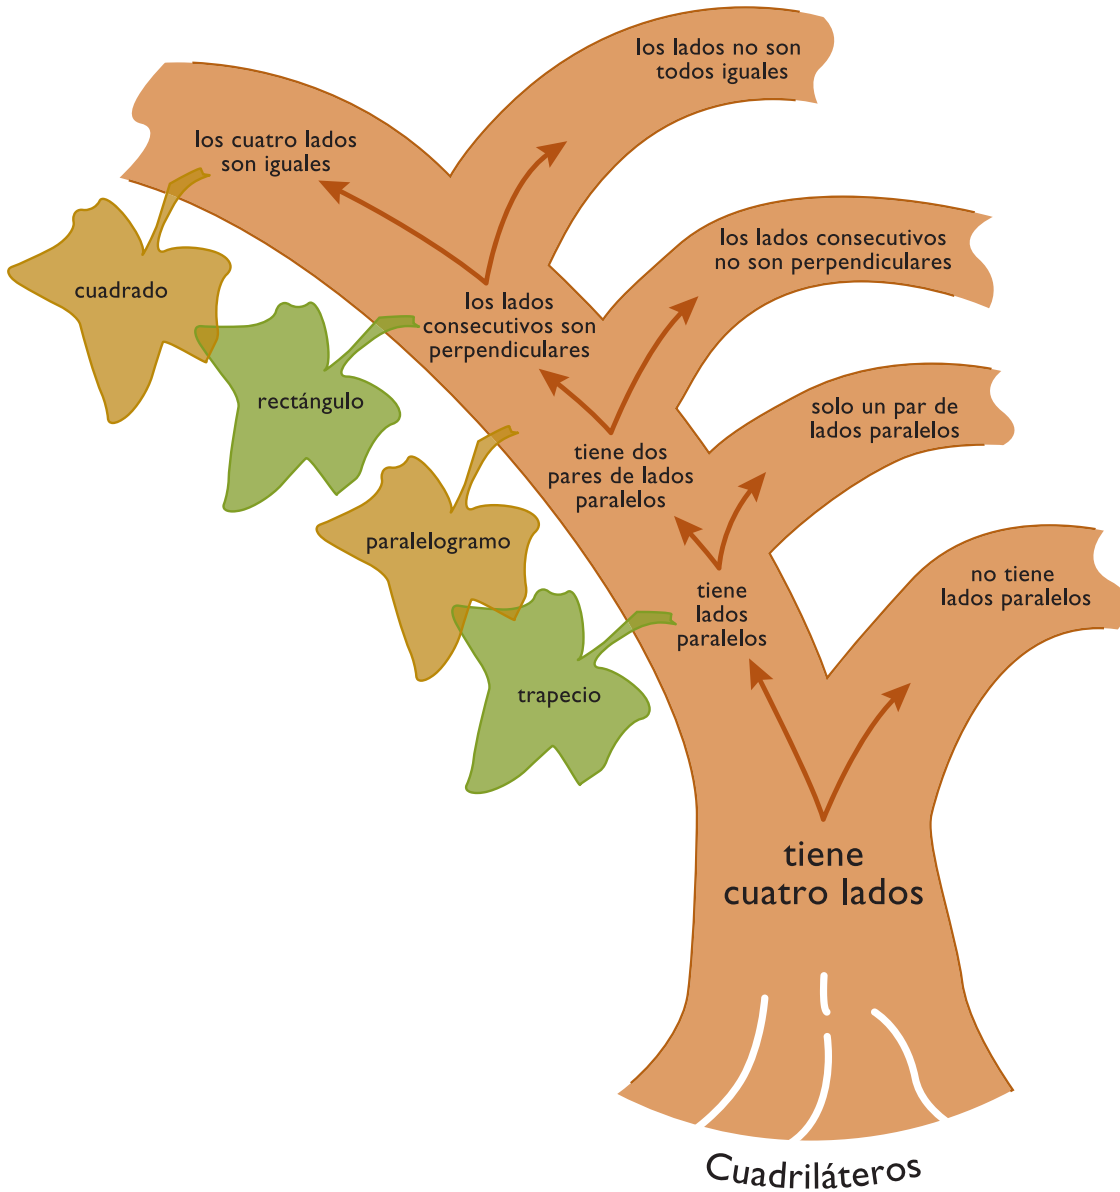 los lados no son
todos iguales
los cuatro lados
son iguales
los lados consecutivos
no son perpendiculares
cuadrado
los lados
consecutivos son
perpendiculares
rectángulo
solo un par de
lados paralelos
tiene dos
pares de lados
paralelos
paralelogramo
no tiene
lados paralelos
tiene
lados
paralelos
trapecio
tiene
cuatro lados
Cuadriláteros